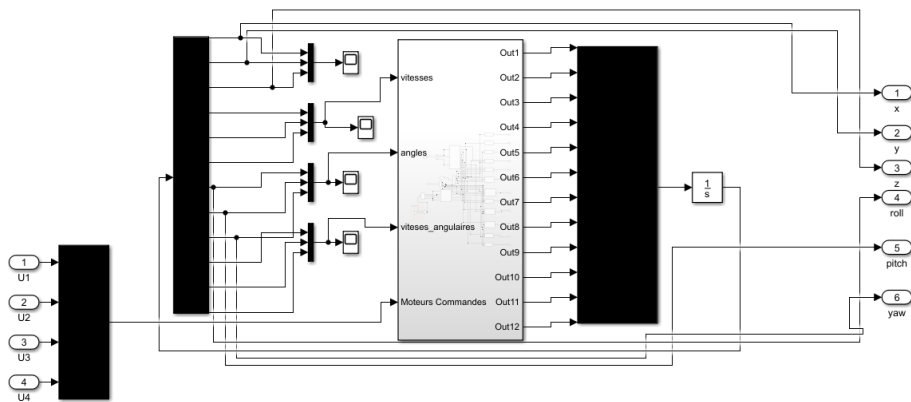 1
U1
2
U2
3
U3
4
U4
vitesses
angles
viteses_angulaires
Moteurs Commandes
Out1
Out2
Out3
Out4
Out5
Out6
Out7
Out8
Out9
Out10
Out11
Out12
1
s
1
x
2
y
3
z
4
roll
5
pitch
6
yaw